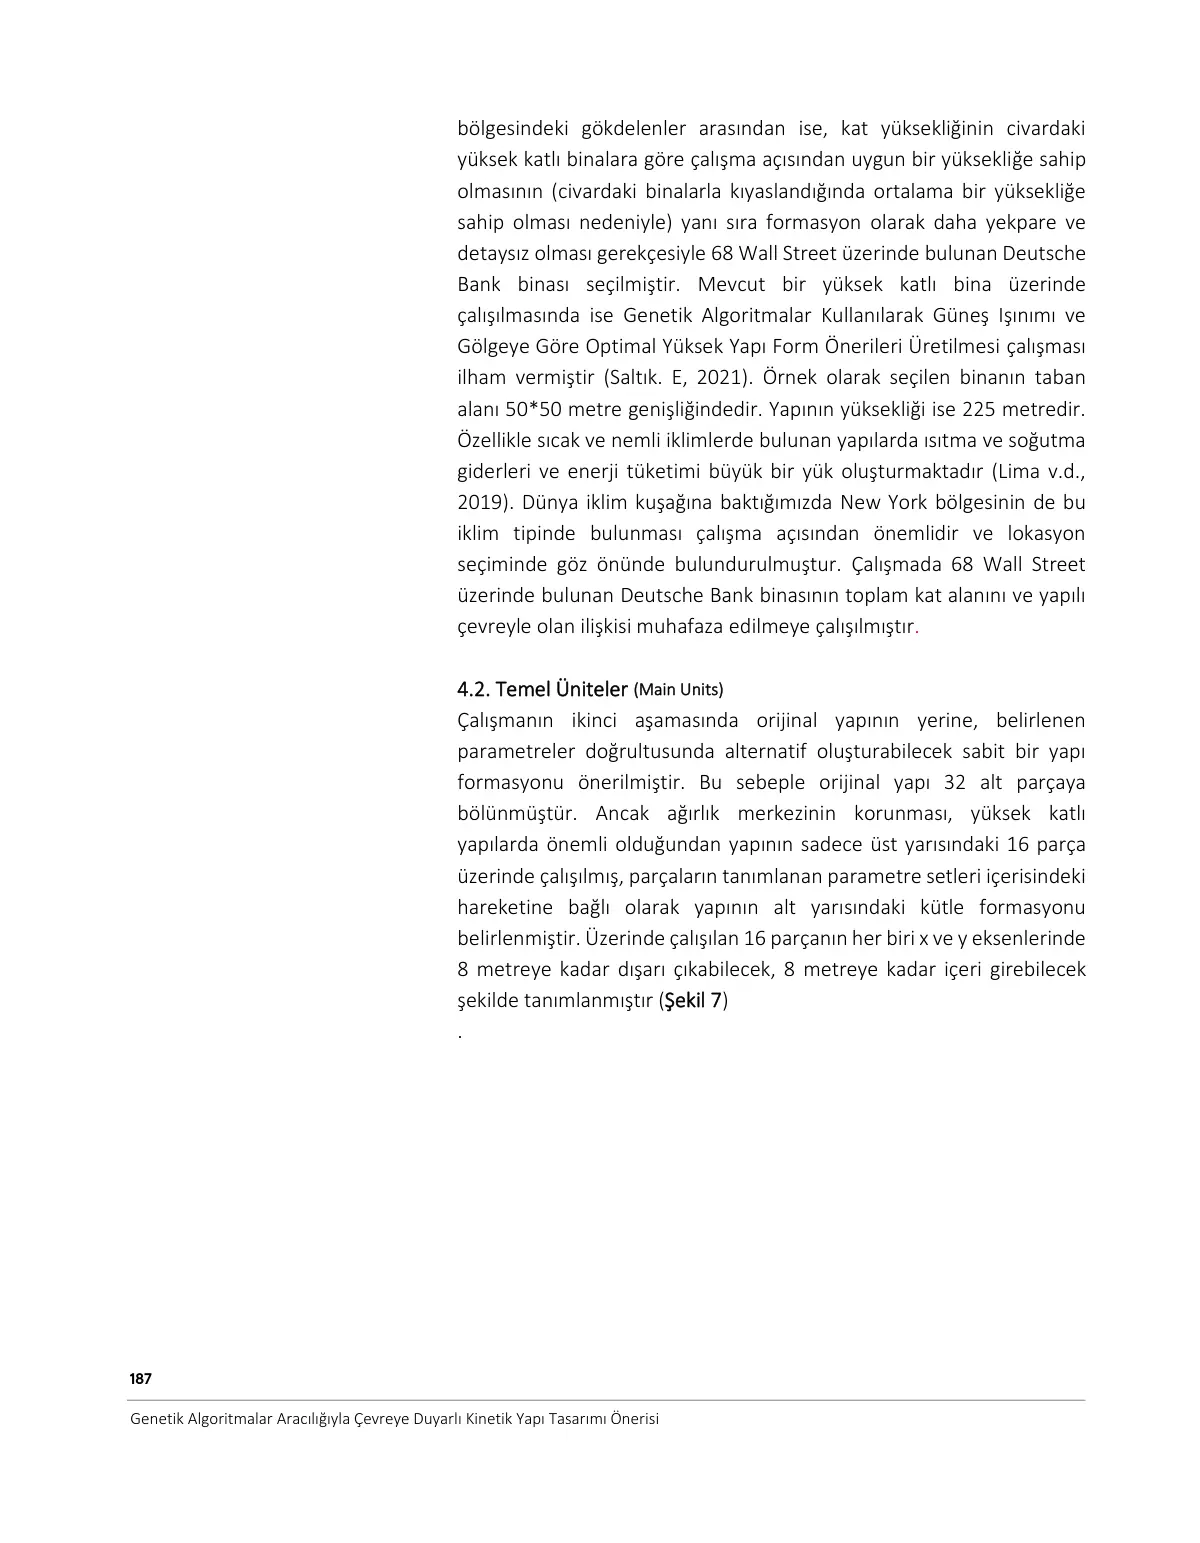 bölgesindeki gökdelenler arasından ise, kat yüksekliğinin civardaki
yüksek katlı binalara göre çalışma açısından uygun bir yüksekliğe sahip
olmasının (civardaki binalarla kıyaslandığında ortalama bir yüksekliğe
sahip olması nedeniyle) yanı sıra formasyon olarak daha yekpare ve
detaysız olması gerekçesiyle 68 Wall Street üzerinde bulunan Deutsche
Bank binası seçilmiştir. Mevcut bir yüksek katlı bina üzerinde
çalışılmasında ise Genetik Algoritmalar Kullanılarak Güneş Işınımı ve
Gölgeye Göre Optimal Yüksek Yapı Form Önerileri Üretilmesi çalışması
ilham vermiştir (Saltık. E, 2021). Örnek olarak seçilen binanın taban
alanı 50*50 metre genişliğindedir. Yapının yüksekliği ise 225 metredir.
Özellikle sıcak ve nemli iklimlerde bulunan yapılarda ısıtma ve soğutma
giderleri ve enerji tüketimi büyük bir yük oluşturmaktadır (Lima v.d.,
2019). Dünya iklim kuşağına baktığımızda New York bölgesinin de bu
iklim tipinde bulunması çalışma açısından önemlidir ve lokasyon
seçiminde göz önünde bulundurulmuştur. Çalışmada 68 Wall Street
üzerinde bulunan Deutsche Bank binasının toplam kat alanını ve yapılı
çevreyle olan ilişkisi muhafaza edilmeye çalışılmıştır.
4.2. Temel Üniteler (Main Units)
Çalışmanın ikinci aşamasında orijinal yapının yerine, belirlenen
parametreler doğrultusunda alternatif oluşturabilecek sabit bir yapı
formasyonu önerilmiştir. Bu sebeple orijinal yapı 32 alt parçaya
bölünmüştür. Ancak ağırlık merkezinin korunması, yüksek katlı
yapılarda önemli olduğundan yapının sadece üst yarısındaki 16 parça
üzerinde çalışılmış, parçaların tanımlanan parametre setleri içerisindeki
hareketine bağlı olarak yapının alt yarısındaki kütle formasyonu
belirlenmiştir. Üzerinde çalışılan 16 parçanın her biri x ve y eksenlerinde
8 metreye kadar dışarı çıkabilecek, 8 metreye kadar içeri girebilecek
şekilde tanımlanmıştır (Şekil 7)
.
187
Genetik Algoritmalar Aracılığıyla Çevreye Duyarlı Kinetik Yapı Tasarımı Önerisi